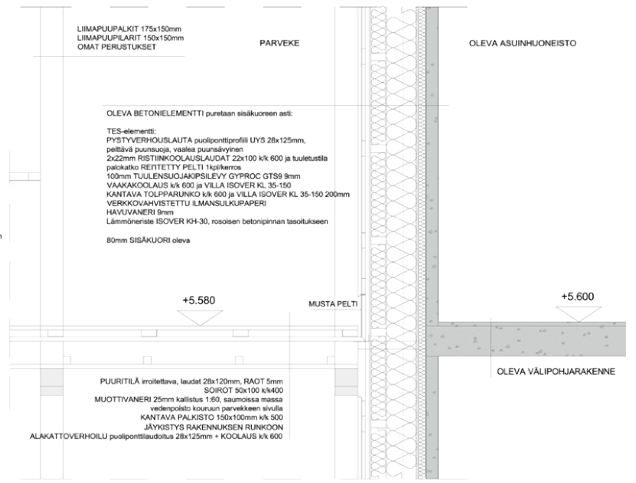 LIIMAPUUPALKIT 175x150mm
LIIMAPUUPILARIT 150x150mm
OMAT PERUSTUKSET
PARVEKE
OLEVA ASUINHUONEISTO
OLEVA BETONIELEMENTTI puretaan sisäkuoreen asti:
TES-elementti:
PYSTYVERHOUSLAUTA puoliponttiprofiili UYS 28x125mm,
peittävä puunsuoja, vaalea puunsävyinen
2x22mm RISTIINKOOLAUSLAUDAT 22x100 k/k 600 ja tuuletustila
palokatko REI'ITETTY PELTI 1kpl/kerros
100mm TUULENSUOJAKIPSILEVY GYPROC GTS9 9mm
VAAKAKOOLAUS k/k 600 ja VILLA ISOVER KL 35-150
KANTAVA TOLPPARUNKO k/k 600 ja VILLA ISOVER KL 35-150 200mm
VERKKOVAHVISTETTU ILMANSULKUPAPERI
HAVUVANERI 9mm
Lämmöneriste ISOVER KH-30, rosoisen betonipinnan tasoitukseen
80mm SISÄKUORI oleva
+5.580
MUSTA PELTI
+5.600
OLEVA VÄLIPOHJARAKENNE
PUURITILÄ irroitettava, laudat 28x120mm, RAOT 5mm
SOIROT 50x100 k/k400
MUOTTIVANERI 25mm kallistus 1:60, saumoissa massa
vedenpoisto kouruun parvekkeen sivulla
KANTAVA PALKISTO 150x100mm k/k 500
JÄYKISTYS RAKENNUKSEN RUNKOON
ALAKATTOVERHOILU puoliponttilaudoitus 28x125mm + KOOLAUS k/k 600